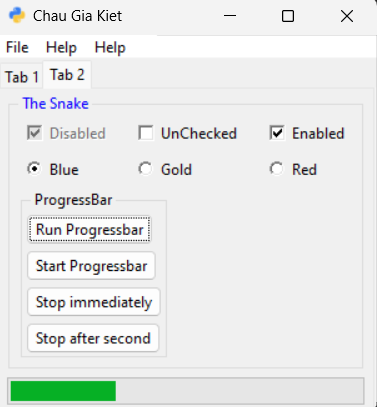 Chau Gia Kiet
File Help Help
Tab 1 Tab 2
The Snake
Disabled UnChecked Enabled
Blue Gold Red
ProgressBar
Run Progressbar
Start Progressbar
Stop immediately
Stop after second